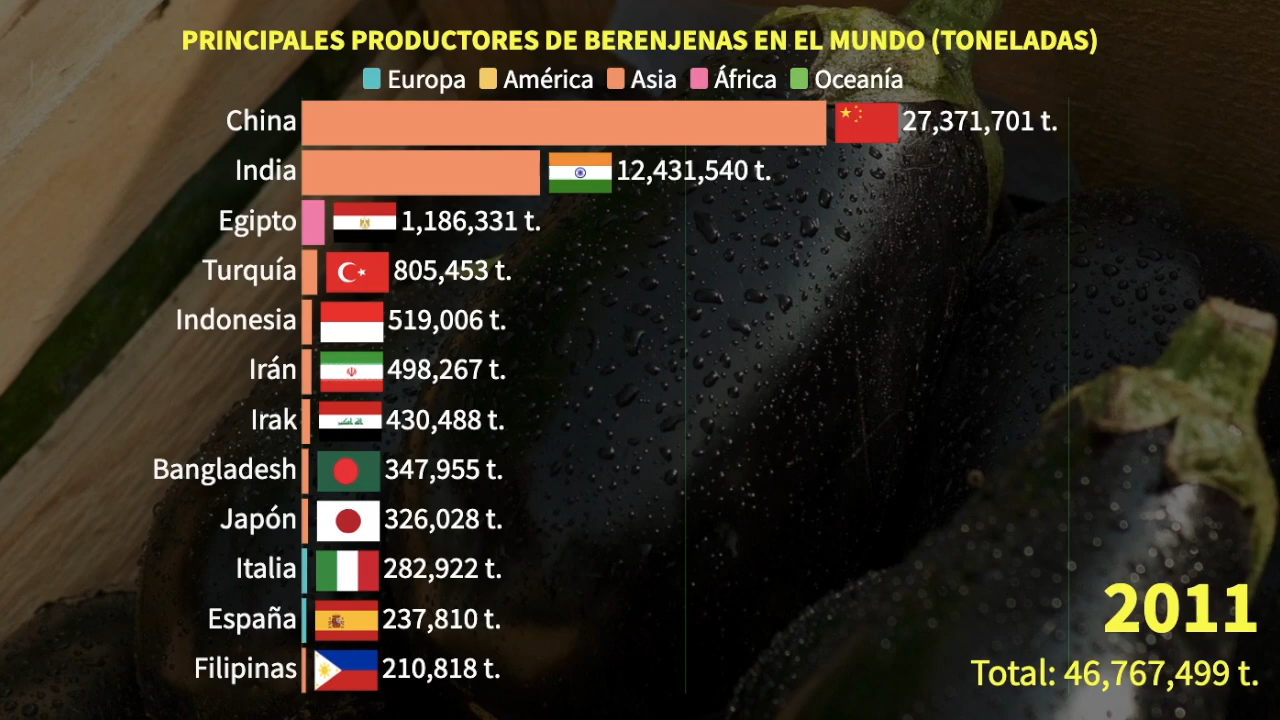 PRINCIPALES PRODUCTORES DE BERENJENAS EN EL MUNDO (TONELADAS)
Europa América Asia África Oceanía
China 27,371,701 t.
India 12,431,540 t.
Egipto 1,186,331 t.
Turquía 805,453 t.
Indonesia 519,006 t.
Irán 498,267 t.
Irak 430,488 t.
Bangladesh 347,955 t.
Japón 326,028 t.
Italia 282,922 t.
España 237,810 t.
Filipinas 210,818 t.
2011
Total: 46,767,499 t.